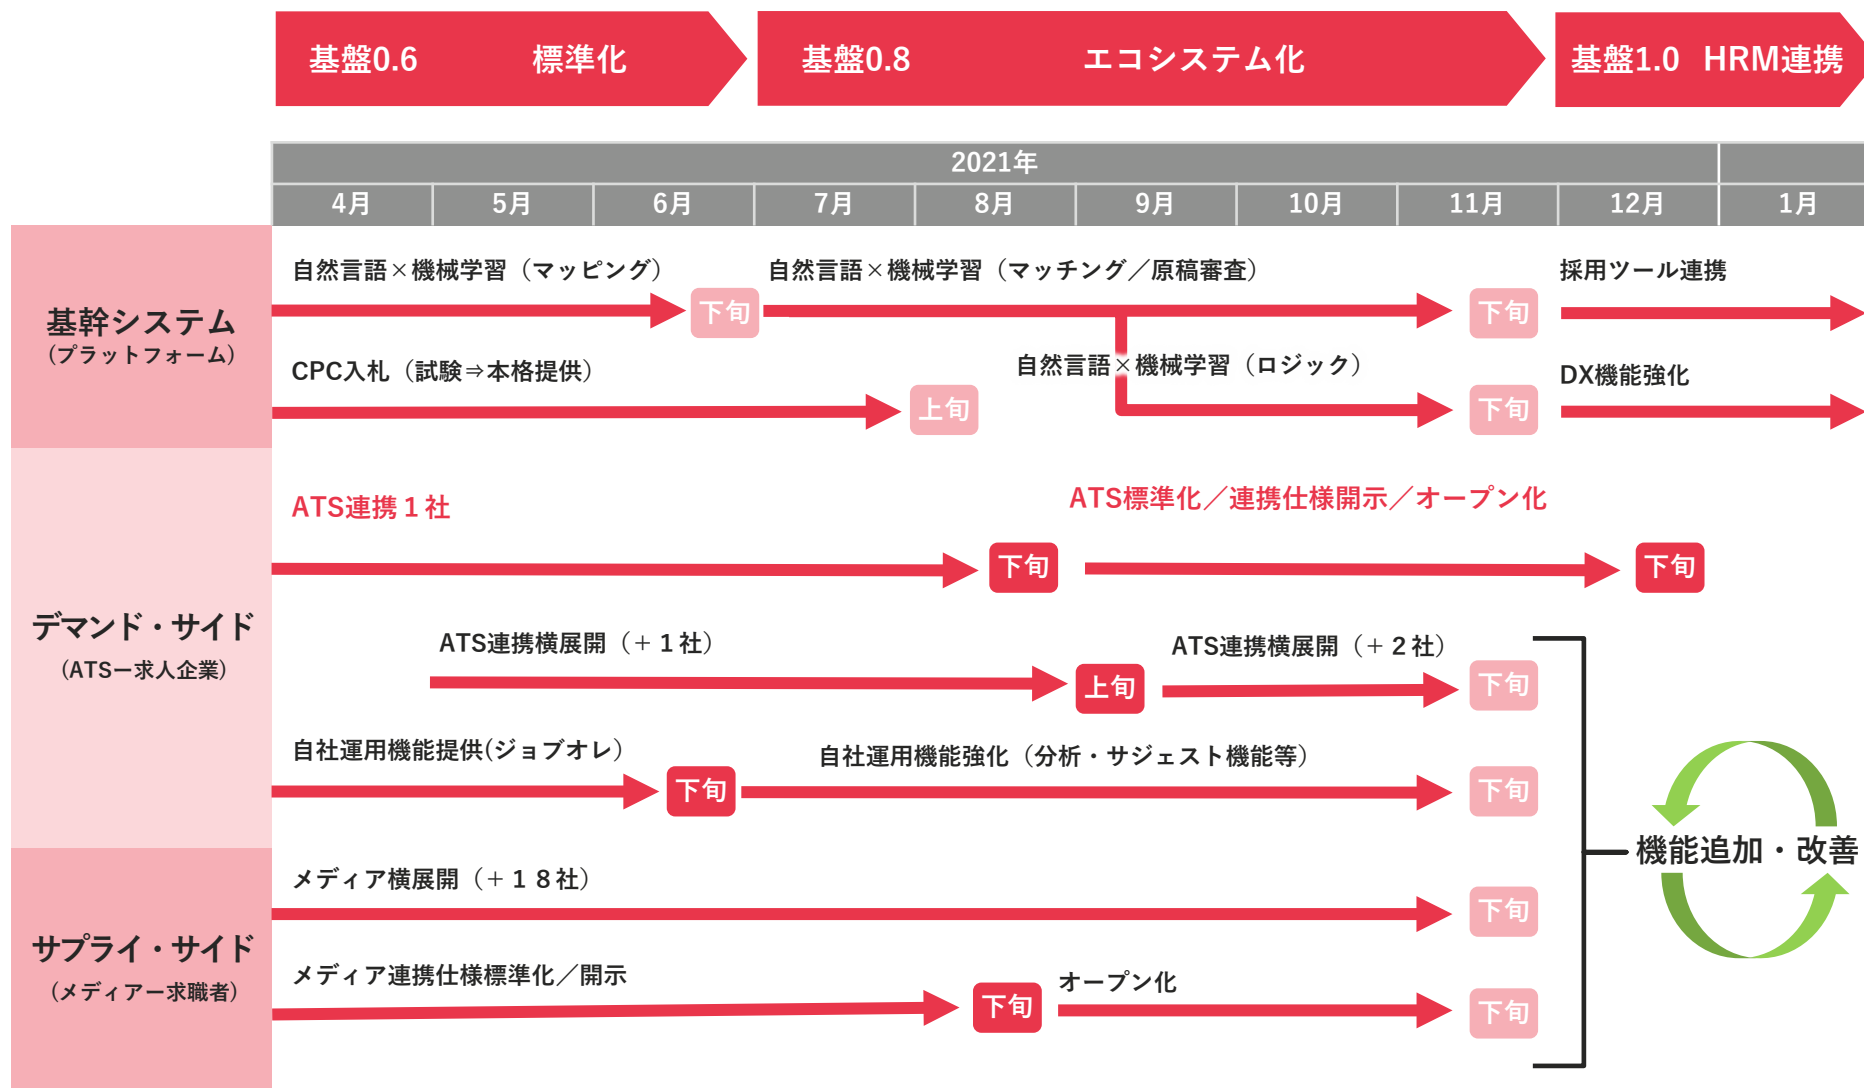 基盤0.6 標準化
基盤0.8 エコシステム化
基盤1.0 HRM連携
2021年
4月 5月 6月 7月 8月 9月 10月 11月 12月 1月
基幹システム
(プラットフォーム)
自然言語×機械学習（マッピング）
下旬
自然言語×機械学習（マッチング／原稿審査）
下旬
採用ツール連携
CPC入札（試験⇒本格提供）
上旬
自然言語×機械学習（ロジック）
下旬
DX機能強化
デマンド・サイド
(ATSー求人企業)
ATS連携１社
下旬
ATS標準化／連携仕様開示／オープン化
下旬
ATS連携横展開（＋１社）
上旬
ATS連携横展開（＋２社）
下旬
自社運用機能提供(ジョブオレ）
下旬
自社運用機能強化（分析・サジェスト機能等）
下旬
サプライ・サイド
(メディアー求職者)
メディア横展開（＋１８社）
下旬
メディア連携仕様標準化／開示
下旬
オープン化
下旬
機能追加・改善